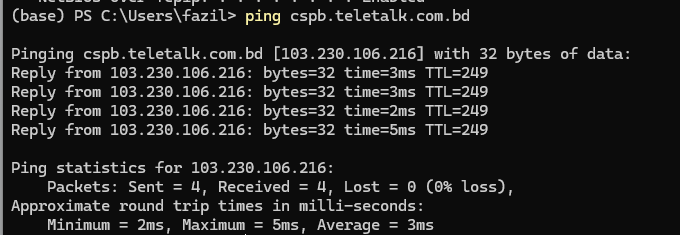 (base) PS C:\Users\fazil> ping cspb.teletalk.com.bd
Pinging cspb.teletalk.com.bd [103.230.106.216] with 32 bytes of data:
Reply from 103.230.106.216: bytes=32 time=3ms TTL=249
Reply from 103.230.106.216: bytes=32 time=3ms TTL=249
Reply from 103.230.106.216: bytes=32 time=2ms TTL=249
Reply from 103.230.106.216: bytes=32 time=5ms TTL=249
Ping statistics for 103.230.106.216:
    Packets: Sent = 4, Received = 4, Lost = 0 (0% loss),
Approximate round trip times in milli-seconds:
    Minimum = 2ms, Maximum = 5ms, Average = 3ms